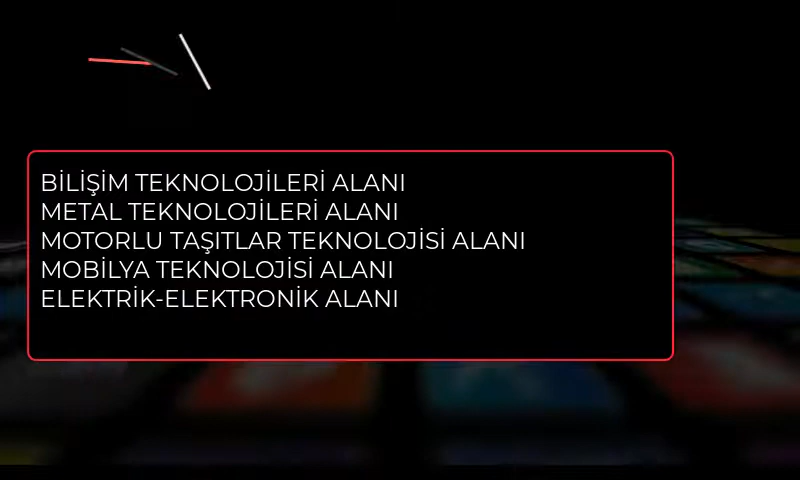 BİLİŞİM TEKNOLOJİLERİ ALANI
METAL TEKNOLOJİLERİ ALANI
MOTORLU TAŞITLAR TEKNOLOJİSİ ALANI
MOBİLYA TEKNOLOJİSİ ALANI
ELEKTRİK-ELEKTRONİK ALANI